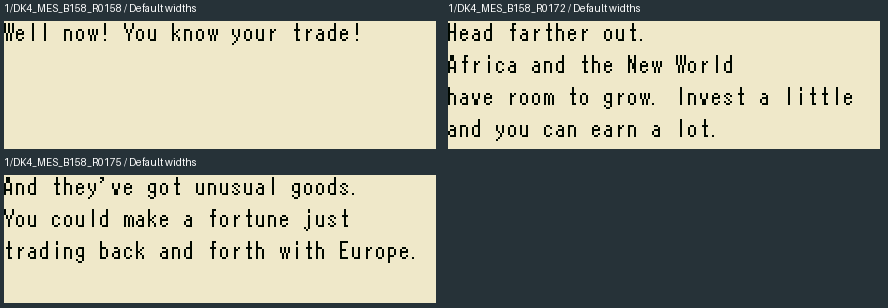 1/DK4_MES_B158_R0158 / Default widths
Well now! You know your trade!
1/DK4_MES_B158_R0172 / Default widths
Head farther out.
Africa and the New World
have room to grow.  Invest a little
and you can earn a lot.
1/DK4_MES_B158_R0175 / Default widths
And they've got unusual goods.
You could make a fortune just
trading back and forth with Europe.